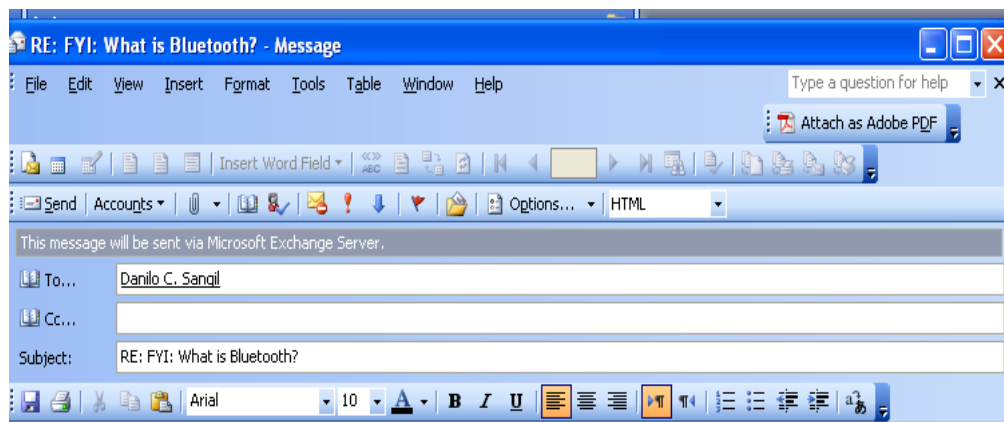 RE: FYI: What is Bluetooth? - Message
File Edit View Insert Format Tools Table Window Help Type a question for help
Attach as Adobe PDF
Insert Word Field ABC
Send Accounts Options... HTML
This message will be sent via Microsoft Exchange Server.
To... Danilo C. Sangil
Cc...
Subject: RE: FYI: What is Bluetooth?
Arial 10 A B I U